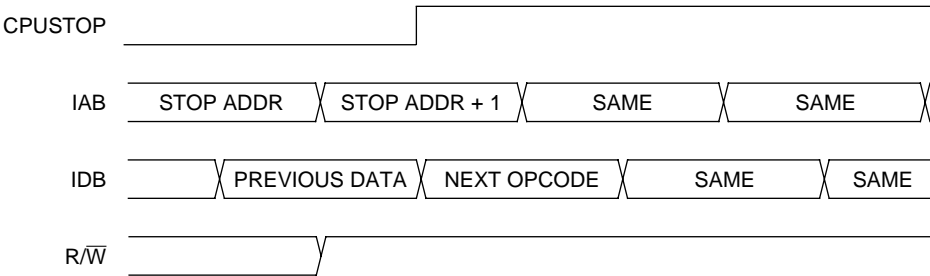 CPUSTOP
IAB STOP ADDR STOP ADDR + 1 SAME SAME
IDB PREVIOUS DATA NEXT OPCODE SAME SAME
R/W̅